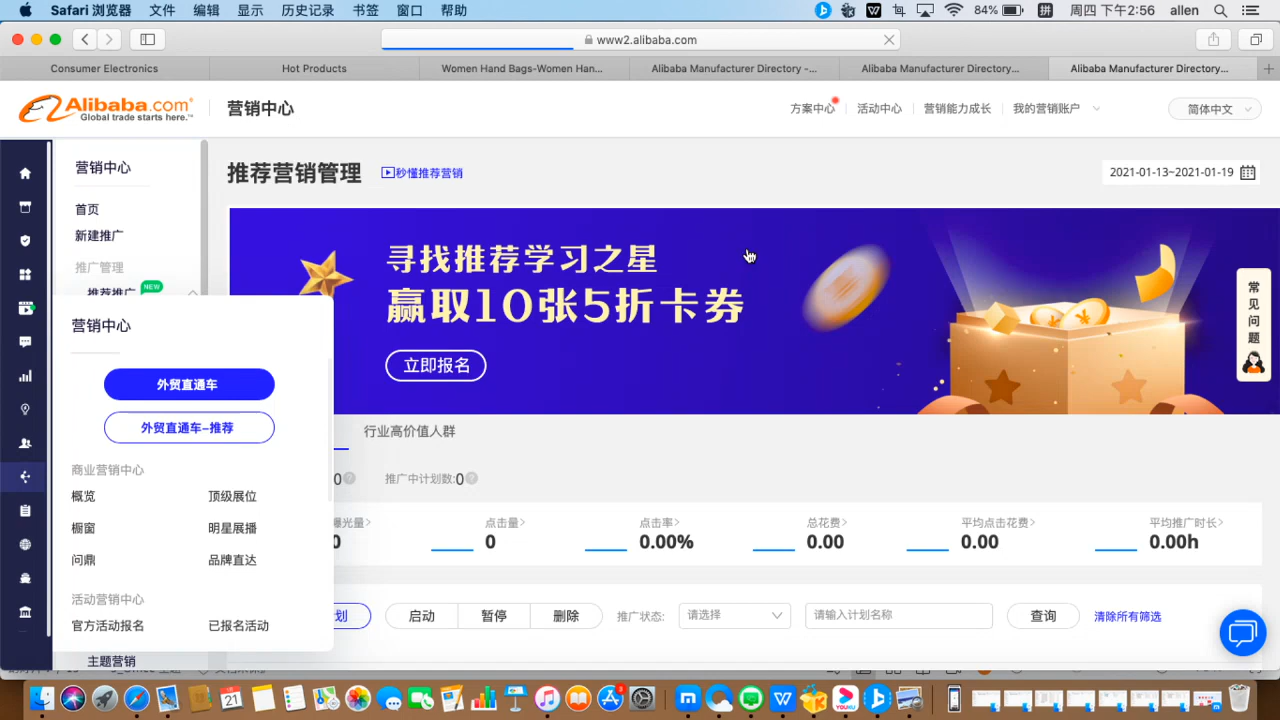 Safari 浏览器 文件 编辑 显示 历史记录 书签 窗口 帮助 84% 拼 周四 下午2:56 allen
www2.alibaba.com
Consumer Electronics Hot Products Women Hand Bags-Women Han... Alibaba Manufacturer Directory -... Alibaba Manufacturer Directory... Alibaba Manufacturer Directory...
Alibaba.com®
Global trade starts here.™
营销中心
方案中心 活动中心 营销能力成长 我的营销账户 简体中文
营销中心
首页
新建推广
推广管理
推荐推广 NEW
推荐营销管理 秒懂推荐营销 2021-01-13~2021-01-19
寻找推荐学习之星
赢取10张5折卡券
立即报名
常见问题
营销中心
外贸直通车
外贸直通车-推荐
商业营销中心
概览 顶级展位
橱窗 明星展播
问鼎 品牌直达
活动营销中心
官方活动报名 已报名活动
主题营销
行业高价值人群
0 推广中计划数:0
曝光量> 点击量> 点击率> 总花费> 平均点击花费> 平均推广时长>
0 0 0.00% 0.00 0.00 0.00h
划 启动 暂停 删除 推广状态: 请选择 请输入计划名称 查询 清除所有筛选